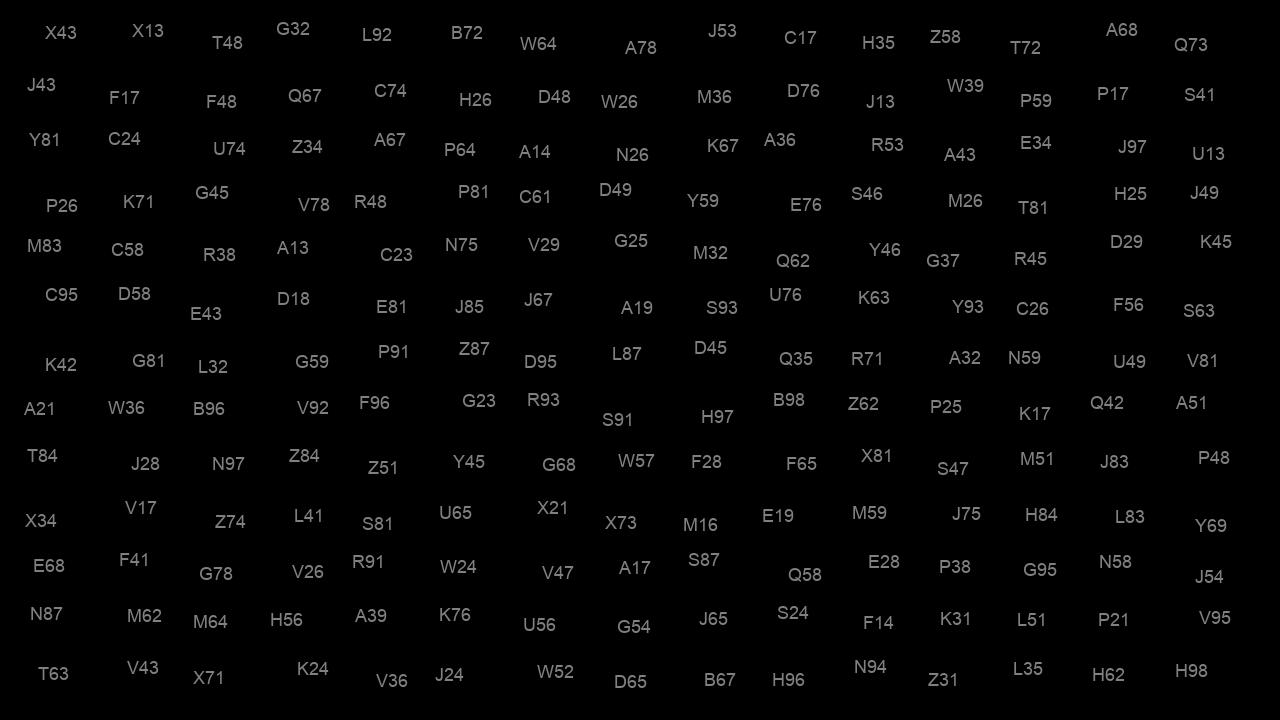 X43 X13 T48 G32 L92 B72 W64 A78 J53 C17 H35 Z58 T72 A68 Q73
J43 F17 F48 Q67 C74 H26 D48 W26 M36 D76 J13 W39 P59 P17 S41
Y81 C24 U74 Z34 A67 P64 A14 N26 K67 A36 R53 A43 E34 J97 U13
P26 K71 G45 V78 R48 P81 C61 D49 Y59 E76 S46 M26 T81 H25 J49
M83 C58 R38 A13 C23 N75 V29 G25 M32 Q62 Y46 G37 R45 D29 K45
C95 D58 E43 D18 E81 J85 J67 A19 S93 U76 K63 Y93 C26 F56 S63
K42 G81 L32 G59 P91 Z87 D95 L87 D45 Q35 R71 A32 N59 U49 V81
A21 W36 B96 V92 F96 G23 R93 S91 H97 B98 Z62 P25 K17 Q42 A51
T84 J28 N97 Z84 Z51 Y45 G68 W57 F28 F65 X81 S47 M51 J83 P48
X34 V17 Z74 L41 S81 U65 X21 X73 M16 E19 M59 J75 H84 L83 Y69
E68 F41 G78 V26 R91 W24 V47 A17 S87 Q58 E28 P38 G95 N58 J54
N87 M62 M64 H56 A39 K76 U56 G54 J65 S24 F14 K31 L51 P21 V95
T63 V43 X71 K24 V36 J24 W52 D65 B67 H96 N94 Z31 L35 H62 H98